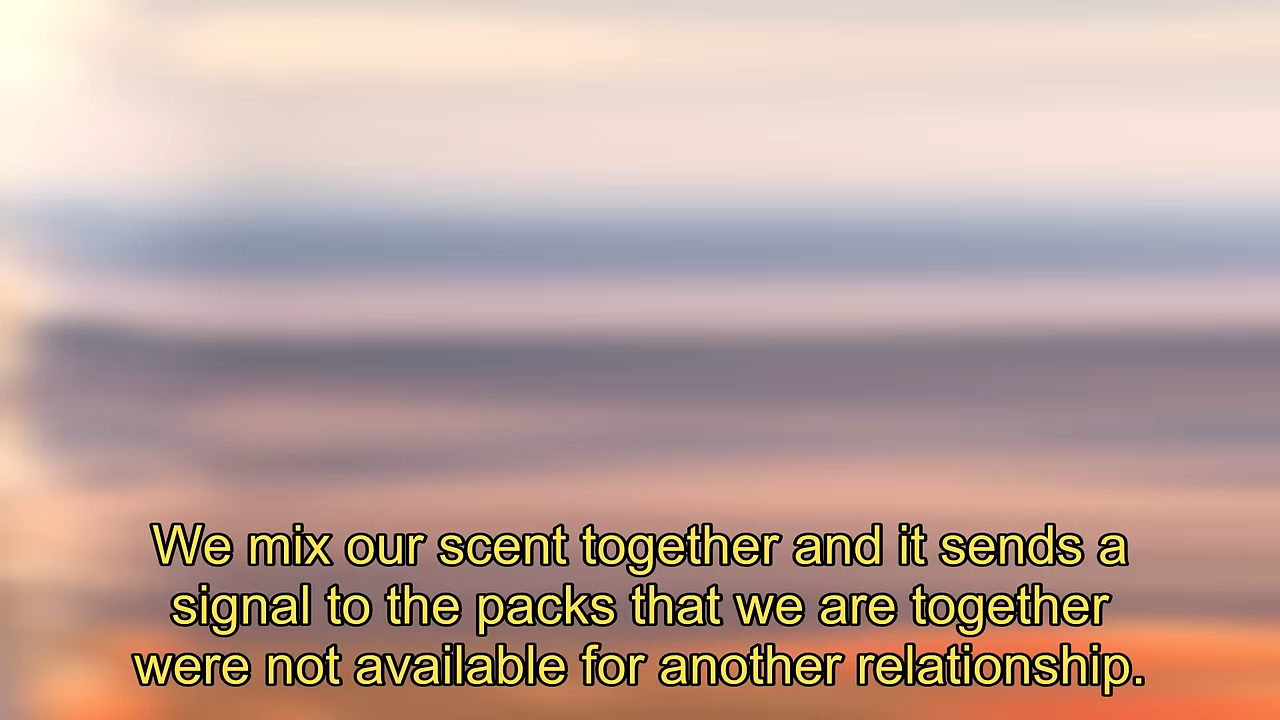 We mix our scent together and it sends a
signal to the packs that we are together
were not available for another relationship.